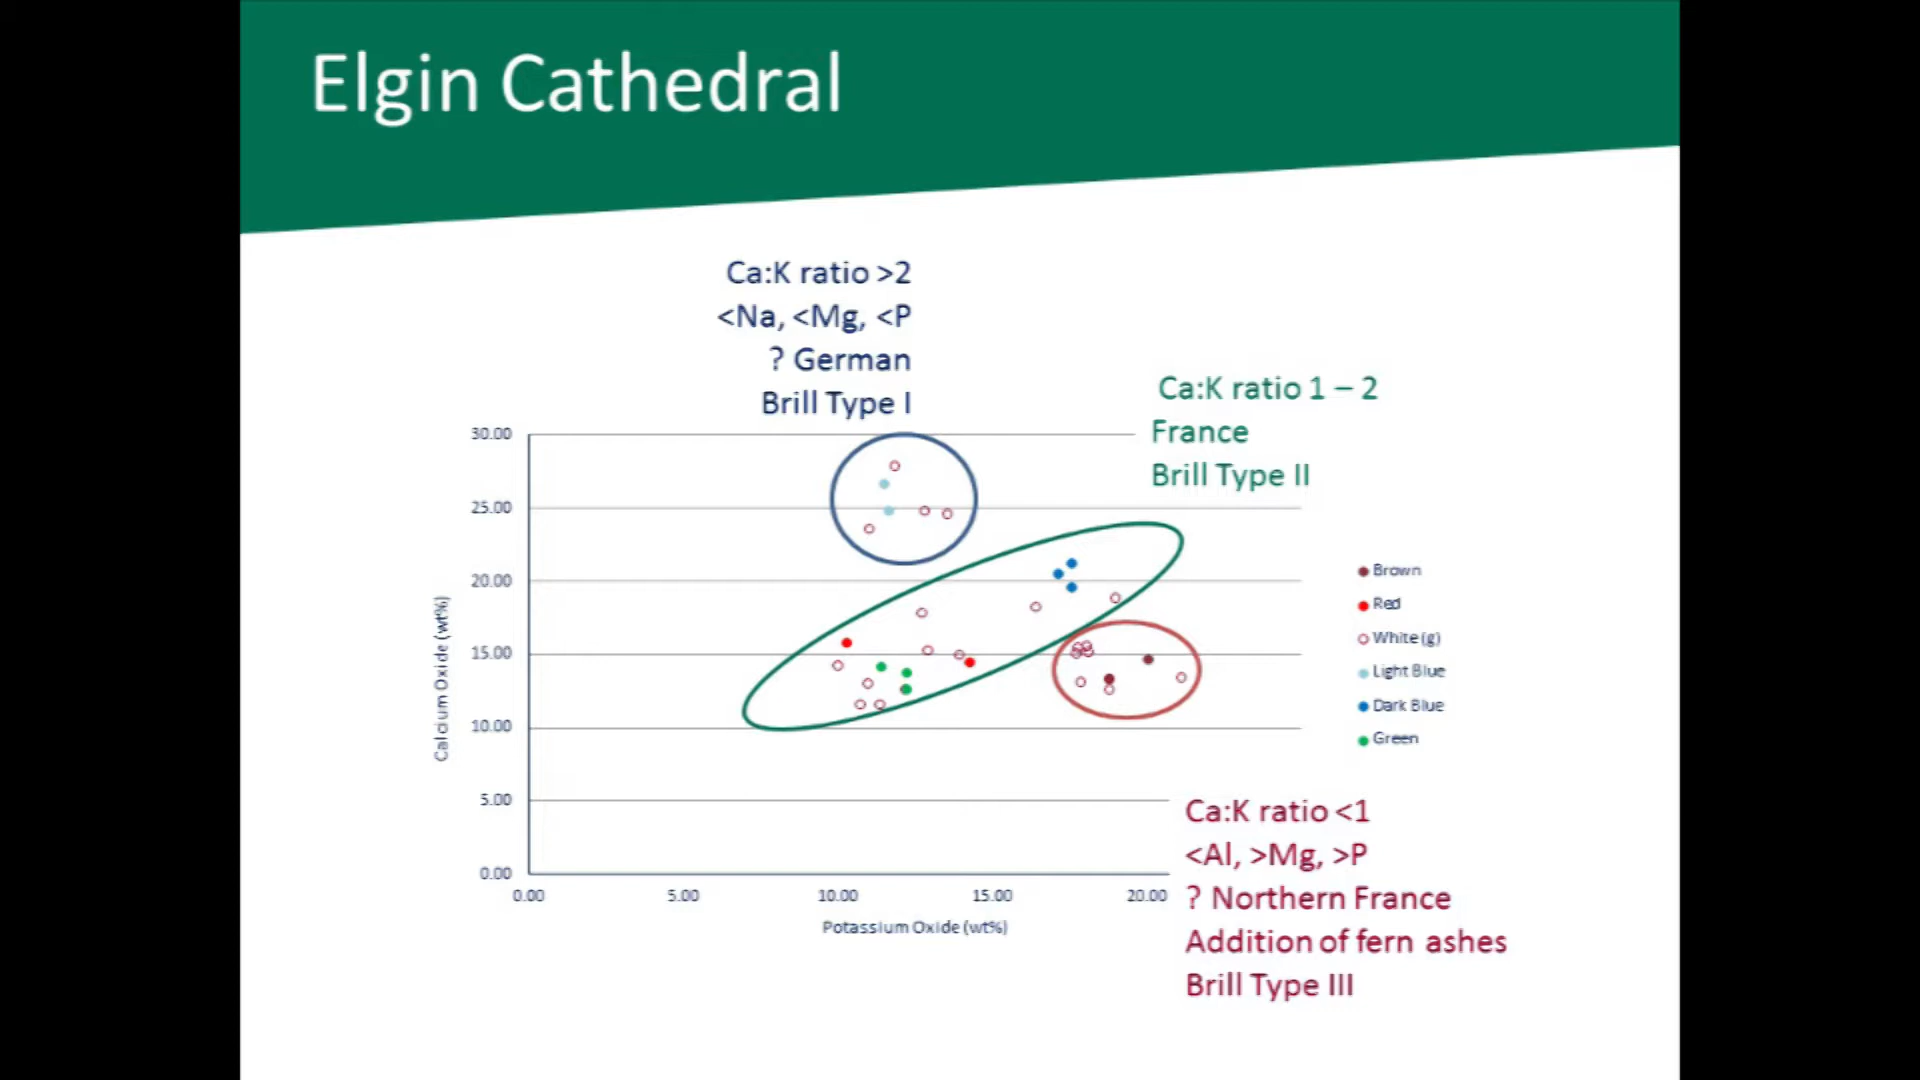 Elgin Cathedral
Ca:K ratio >2
<Na, <Mg, <P
? German
Brill Type I
Ca:K ratio 1 – 2
France
Brill Type II
30.00
25.00
20.00
15.00
10.00
5.00
0.00
Calcium Oxide (wt%)
0.00 5.00 10.00 15.00 20.00
Potassium Oxide (wt%)
Brown
Red
White (g)
Light Blue
Dark Blue
Green
Ca:K ratio <1
<Al, >Mg, >P
? Northern France
Addition of fern ashes
Brill Type III